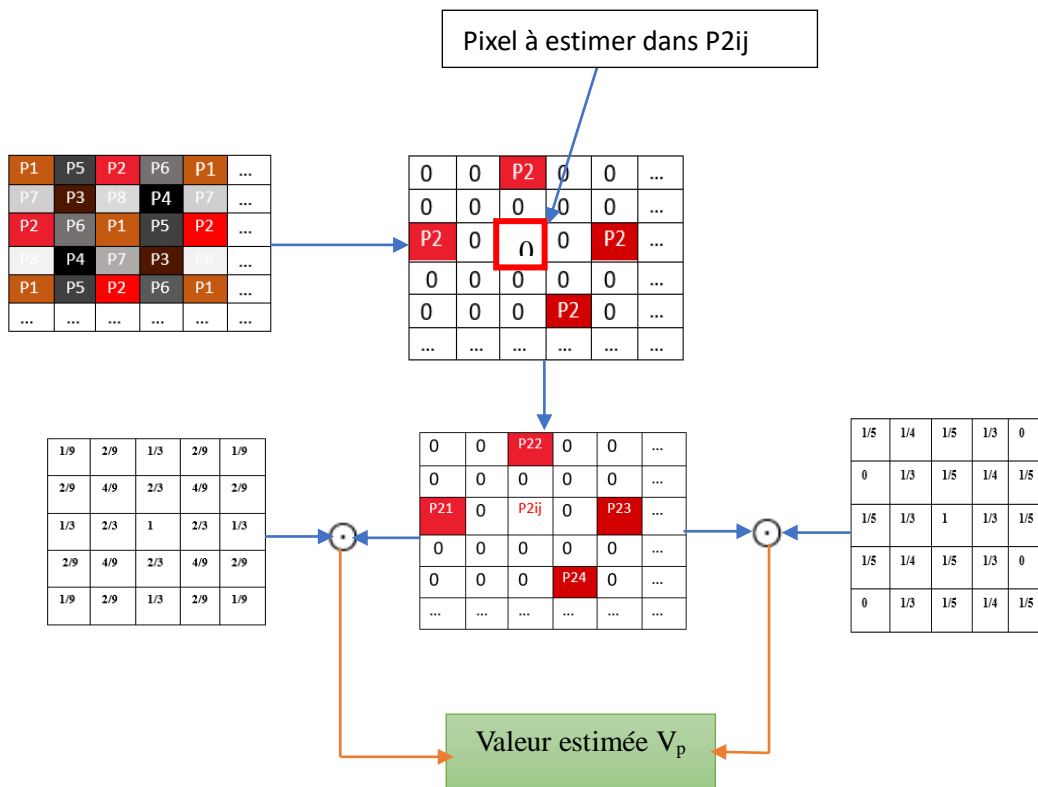 Pixel à estimer dans P2ij
P1 P5 P2 P6 P1 ...
P7 P3 P8 P4 P7 ...
P2 P6 P1 P5 P2 ...
P8 P4 P7 P3 P8 ...
P1 P5 P2 P6 P1 ...
... ... ... ... ... ...
0 0 P2 0 0 ...
0 0 0 0 0 ...
P2 0 0 0 P2 ...
0 0 0 0 0 ...
0 0 0 P2 0 ...
... ... ... ... ... ...
1/9 2/9 1/3 2/9 1/9
2/9 4/9 2/3 4/9 2/9
1/3 2/3 1 2/3 1/3
2/9 4/9 2/3 4/9 2/9
1/9 2/9 1/3 2/9 1/9
0 0 P22 0 0 ...
0 0 0 0 0 ...
P21 0 P2ij 0 P23 ...
0 0 0 0 0 ...
0 0 0 P24 0 ...
... ... ... ... ... ...
1/5 1/4 1/5 1/3 0
0 1/3 1/5 1/4 1/5
1/5 1/3 1 1/3 1/5
1/5 1/4 1/5 1/3 0
0 1/3 1/5 1/4 1/5
Valeur estimée Vp